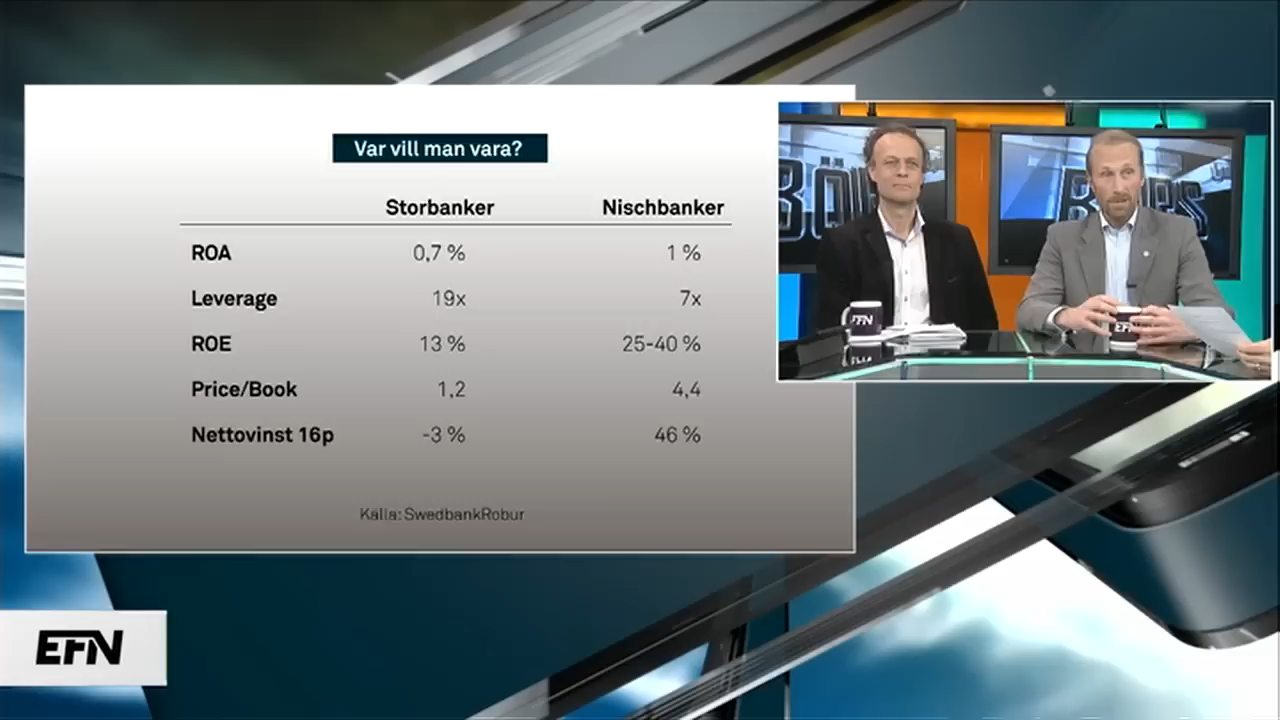 Var vill man vara?
Storbanker Nischbanker
ROA 0,7 % 1 %
Leverage 19x 7x
ROE 13 % 25-40 %
Price/Book 1,2 4,4
Nettovinst 16p -3 % 46 %
Källa: SwedbankRobur
EFN
EFN
EFN